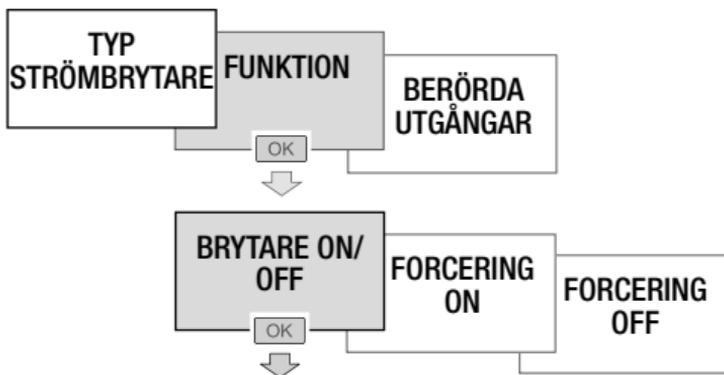 TYP
STRÖMBRYTARE
FUNKTION
BERÖRDA
UTGÅNGAR
OK
BRYTARE ON/
OFF
FORCERING
ON
FORCERING
OFF
OK